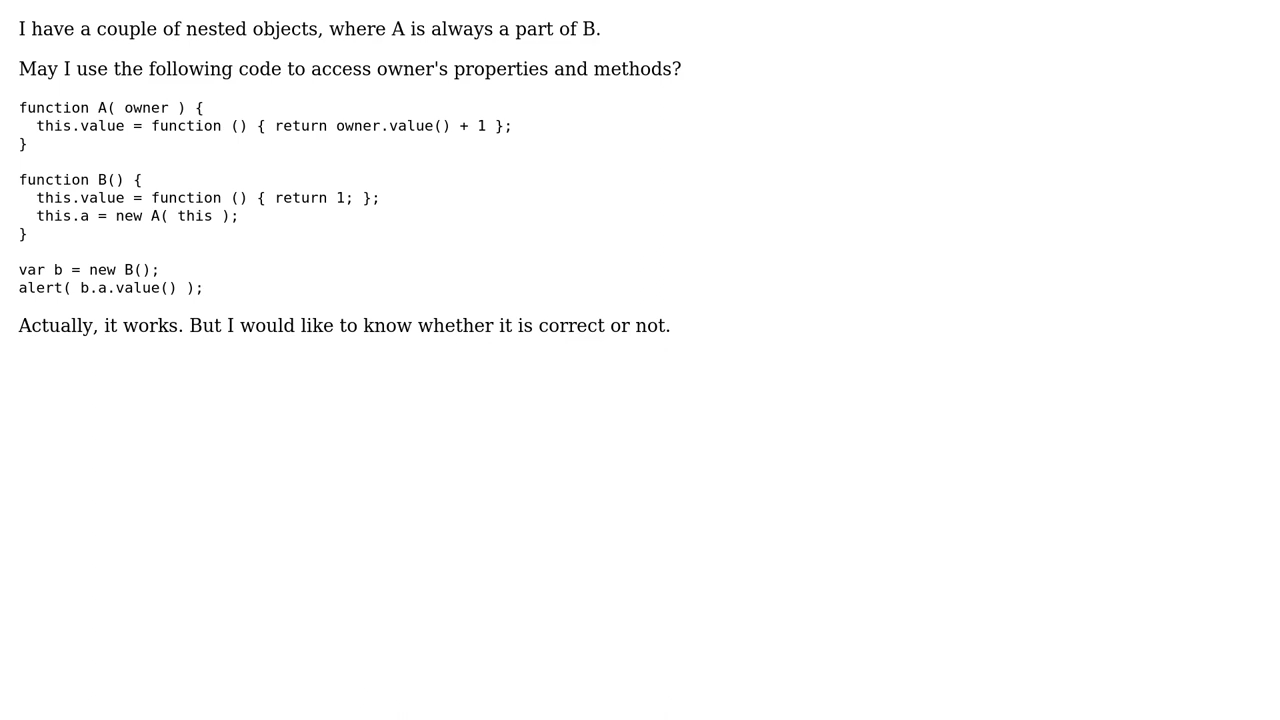 I have a couple of nested objects, where A is always a part of B.
May I use the following code to access owner's properties and methods?
function A( owner ) {
  this.value = function () { return owner.value() + 1 };
}
function B() {
  this.value = function () { return 1; };
  this.a = new A( this );
}
var b = new B();
alert( b.a.value() );
Actually, it works. But I would like to know whether it is correct or not.